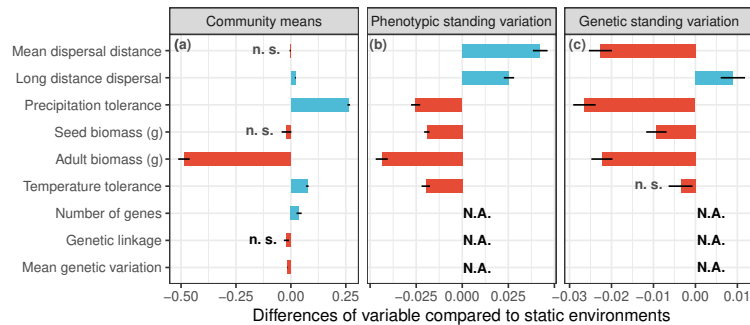 Community means
Phenotypic standing variation
Genetic standing variation
(a)
(b)
(c)
Mean dispersal distance
n. s.
Long distance dispersal
Precipitation tolerance
Seed biomass (g)
n. s.
Adult biomass (g)
Temperature tolerance
n. s.
Number of genes
N.A.
N.A.
Genetic linkage
n. s.
N.A.
N.A.
Mean genetic variation
N.A.
N.A.
−0.50
−0.25
0.00
0.25
−0.025
0.000
0.025
−0.03
−0.02
−0.01
0.00
0.01
Differences of variable compared to static environments